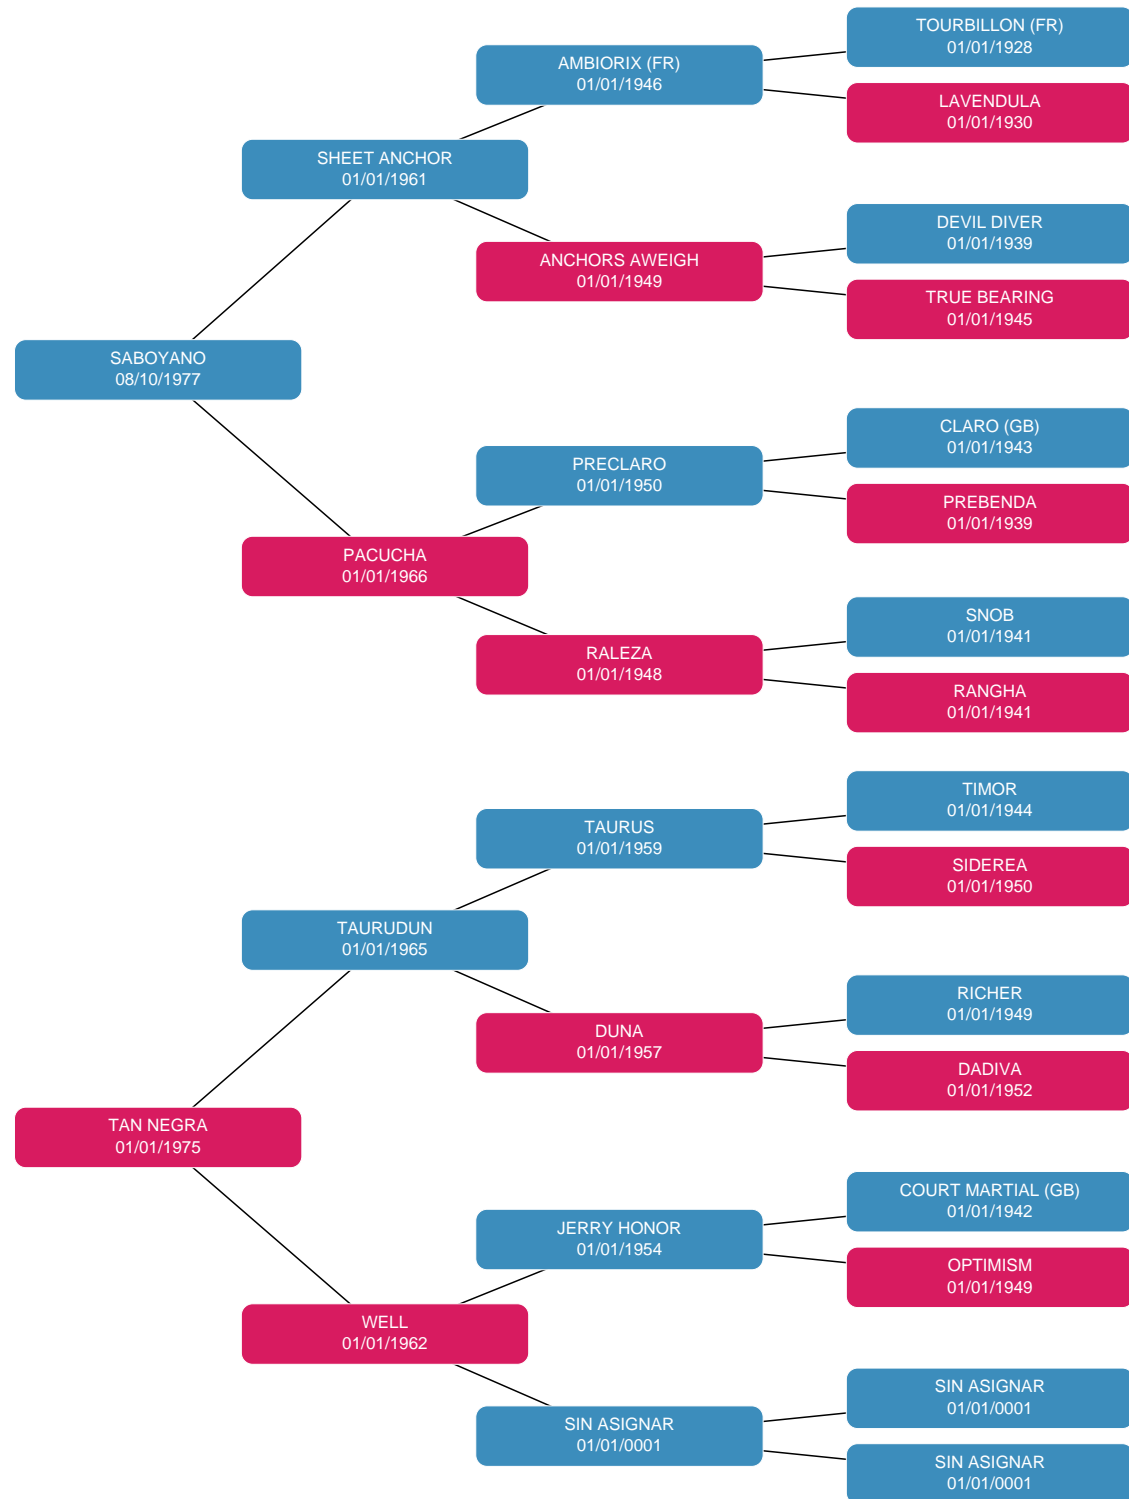 TOURBILLON (FR)
01/01/1928
AMBIORIX (FR)
01/01/1946
LAVENDULA
01/01/1930
SHEET ANCHOR
01/01/1961
DEVIL DIVER
01/01/1939
ANCHORS AWEIGH
01/01/1949
TRUE BEARING
01/01/1945
SABOYANO
08/10/1977
CLARO (GB)
01/01/1943
PRECLARO
01/01/1950
PREBENDA
01/01/1939
PACUCHA
01/01/1966
SNOB
01/01/1941
RALEZA
01/01/1948
RANGHA
01/01/1941
TIMOR
01/01/1944
TAURUS
01/01/1959
SIDEREA
01/01/1950
TAURUDUN
01/01/1965
RICHER
01/01/1949
DUNA
01/01/1957
DADIVA
01/01/1952
TAN NEGRA
01/01/1975
COURT MARTIAL (GB)
01/01/1942
JERRY HONOR
01/01/1954
OPTIMISM
01/01/1949
WELL
01/01/1962
SIN ASIGNAR
01/01/0001
SIN ASIGNAR
01/01/0001
SIN ASIGNAR
01/01/0001